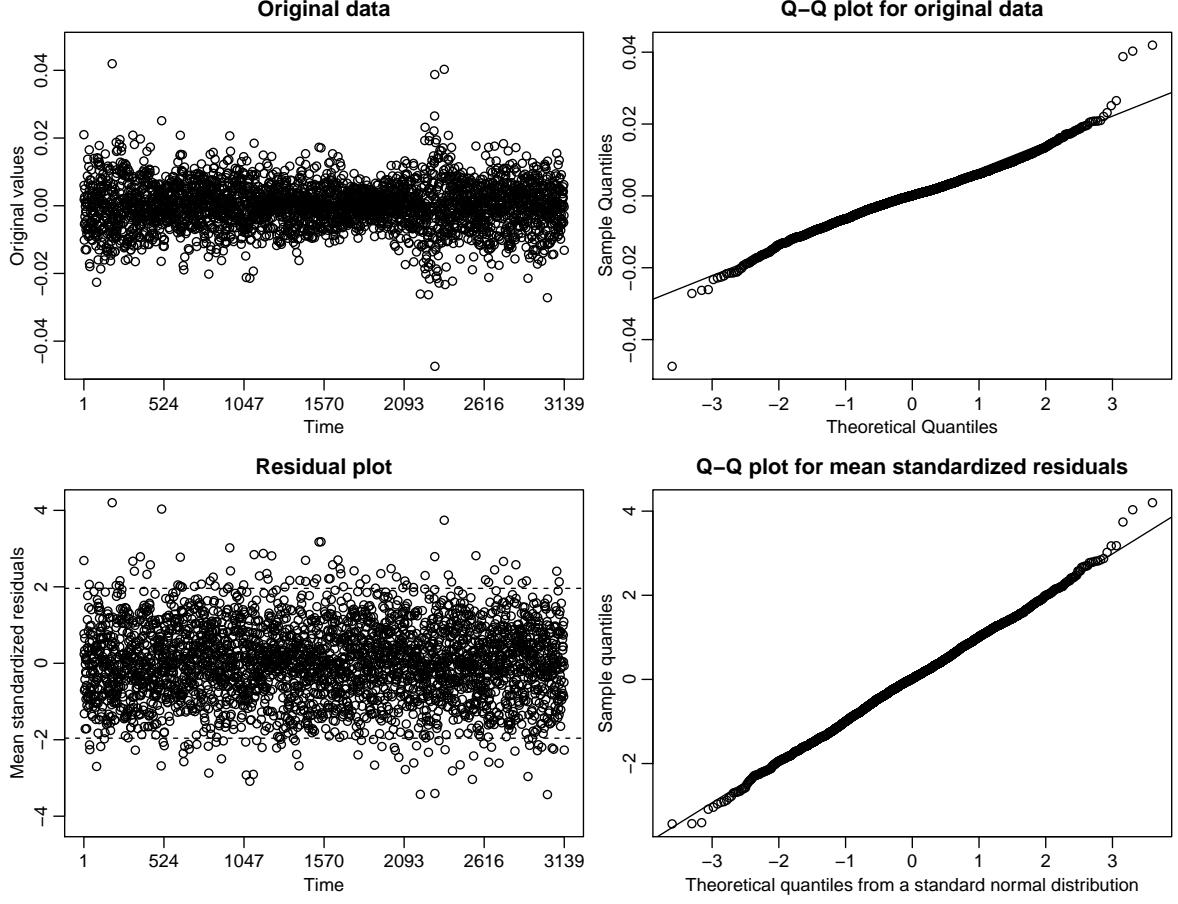 Original data
Original values
0.04
0.02
0.00
−0.02
−0.04
1 524 1047 1570 2093 2616 3139
Time
Q−Q plot for original data
Sample Quantiles
0.04
0.02
0.00
−0.02
−0.04
−3 −2 −1 0 1 2 3
Theoretical Quantiles
Residual plot
Mean standardized residuals
4
2
0
−2
−4
1 524 1047 1570 2093 2616 3139
Time
Q−Q plot for mean standardized residuals
Sample quantiles
4
2
0
−2
−3 −2 −1 0 1 2 3
Theoretical quantiles from a standard normal distribution